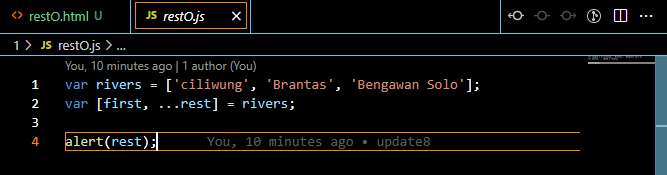 restO.html U
JS restO.js
1 > JS restO.js > ...
You, 10 minutes ago | 1 author (You)
1 var rivers = ['ciliwung', 'Brantas', 'Bengawan Solo'];
2 var [first, ...rest] = rivers;
3
4 alert(rest); You, 10 minutes ago • update8